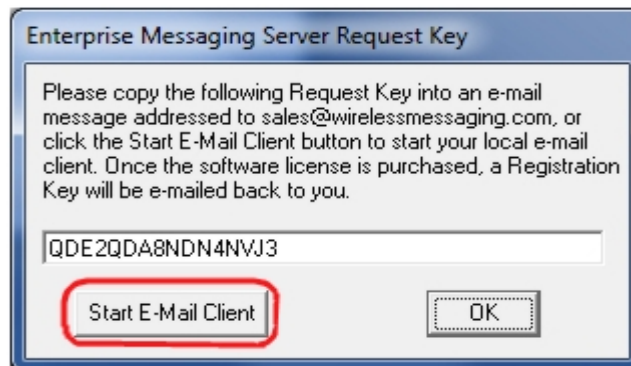 Enterprise Messaging Server Request Key
Please copy the following Request Key into an e-mail
message addressed to sales@wirelessmessaging.com, or
click the Start E-Mail Client button to start your local e-mail
client. Once the software license is purchased, a Registration
Key will be e-mailed back to you.
QDE2QDA8NDN4NVJ3
Start E-Mail Client
OK